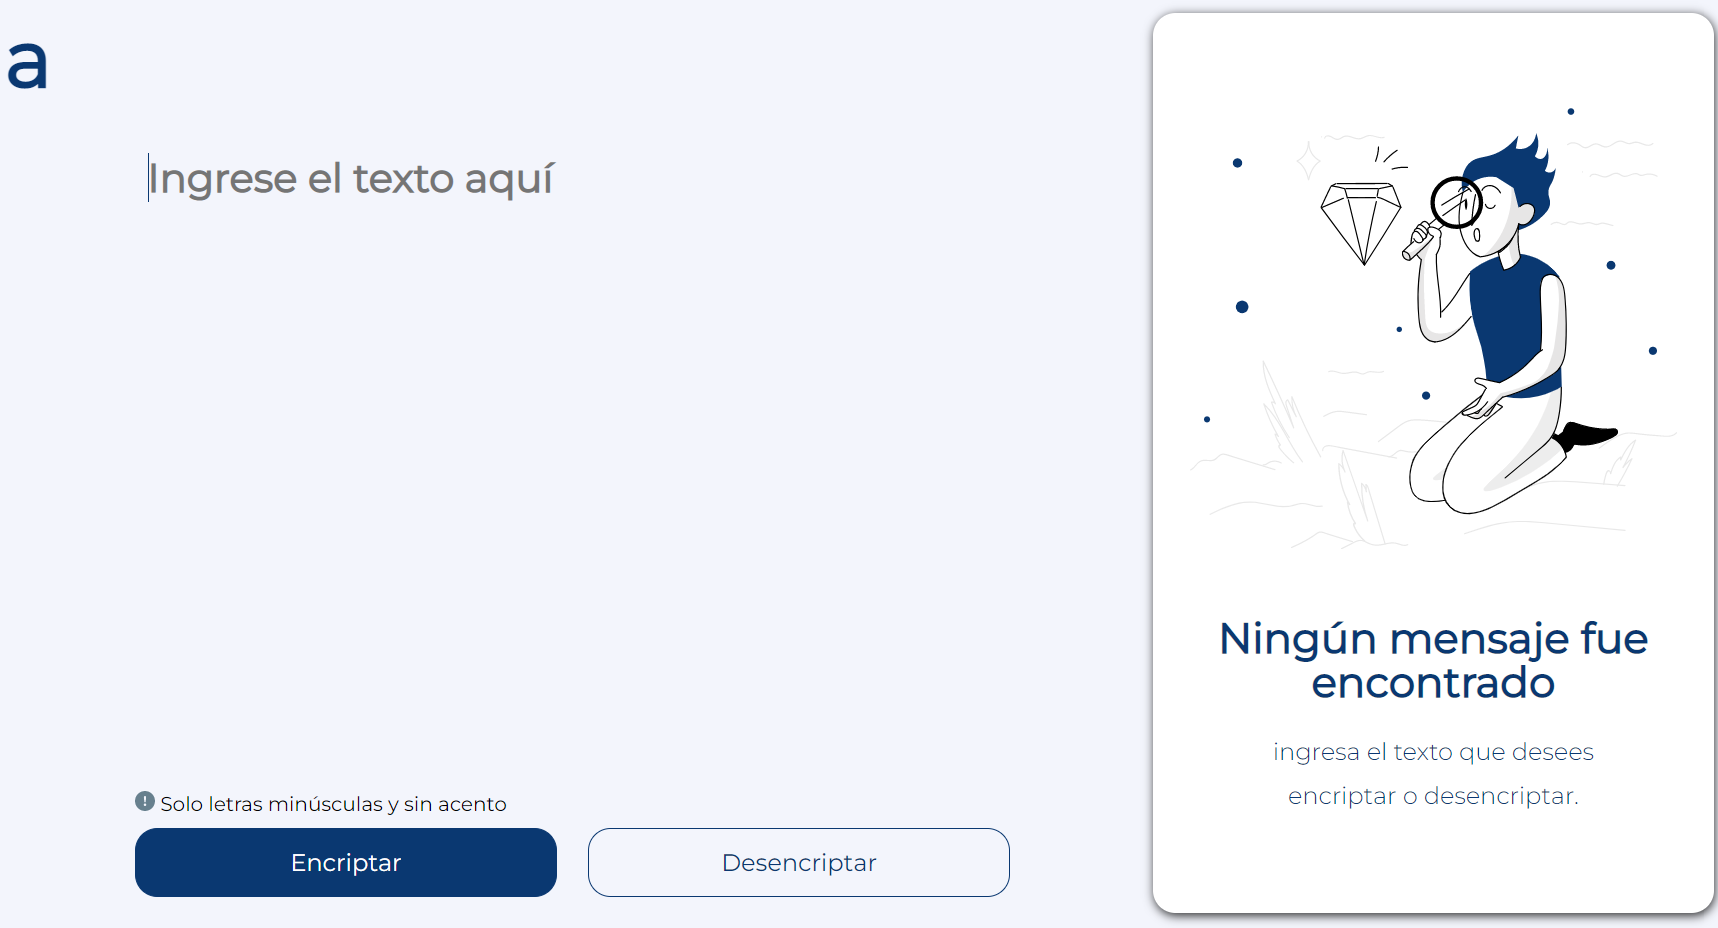 a
Ingrese el texto aquí
Solo letras minúsculas y sin acento
Encriptar
Desencriptar
Ningún mensaje fue
encontrado
ingresa el texto que desees
encriptar o desencriptar.